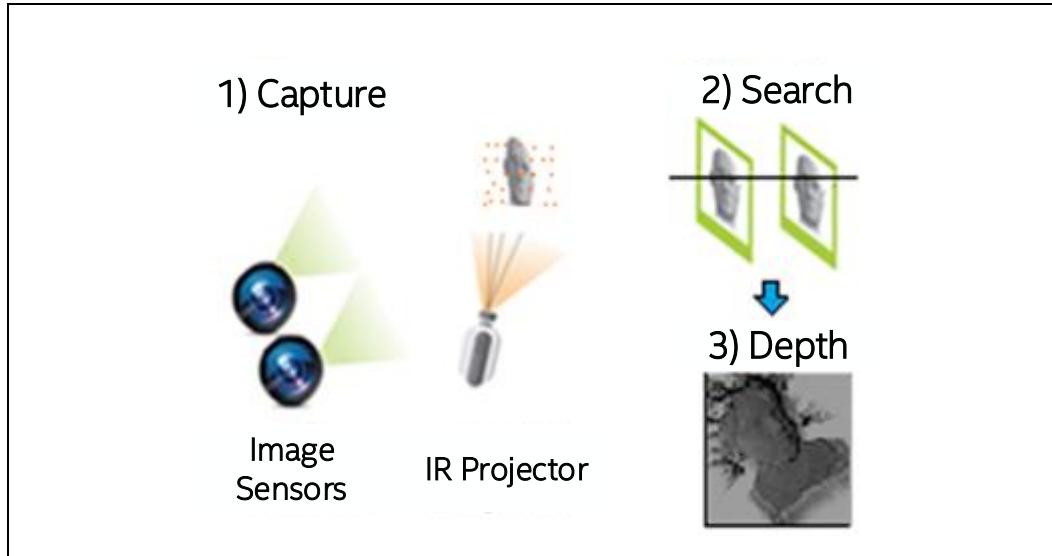 1) Capture
Image
Sensors
IR Projector
2) Search
3) Depth